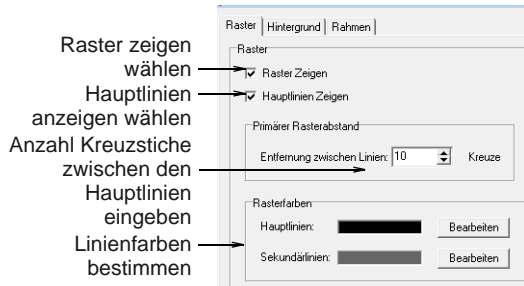 Raster
Hintergrund
Rahmen
Raster
Raster zeigen
wählen
Raster Zeigen
Hauptlinien
anzeigen wählen
Hauptlinien Zeigen
Anzahl Kreuzstiche
zwischen den
Hauptlinien
eingeben
Primärer Rasterabstand
Entfernung zwischen Linien: 10 Kreuze
Linienfarben
bestimmen
Rasterfarben
Hauptlinien: Bearbeiten
Sekundärlinien: Bearbeiten